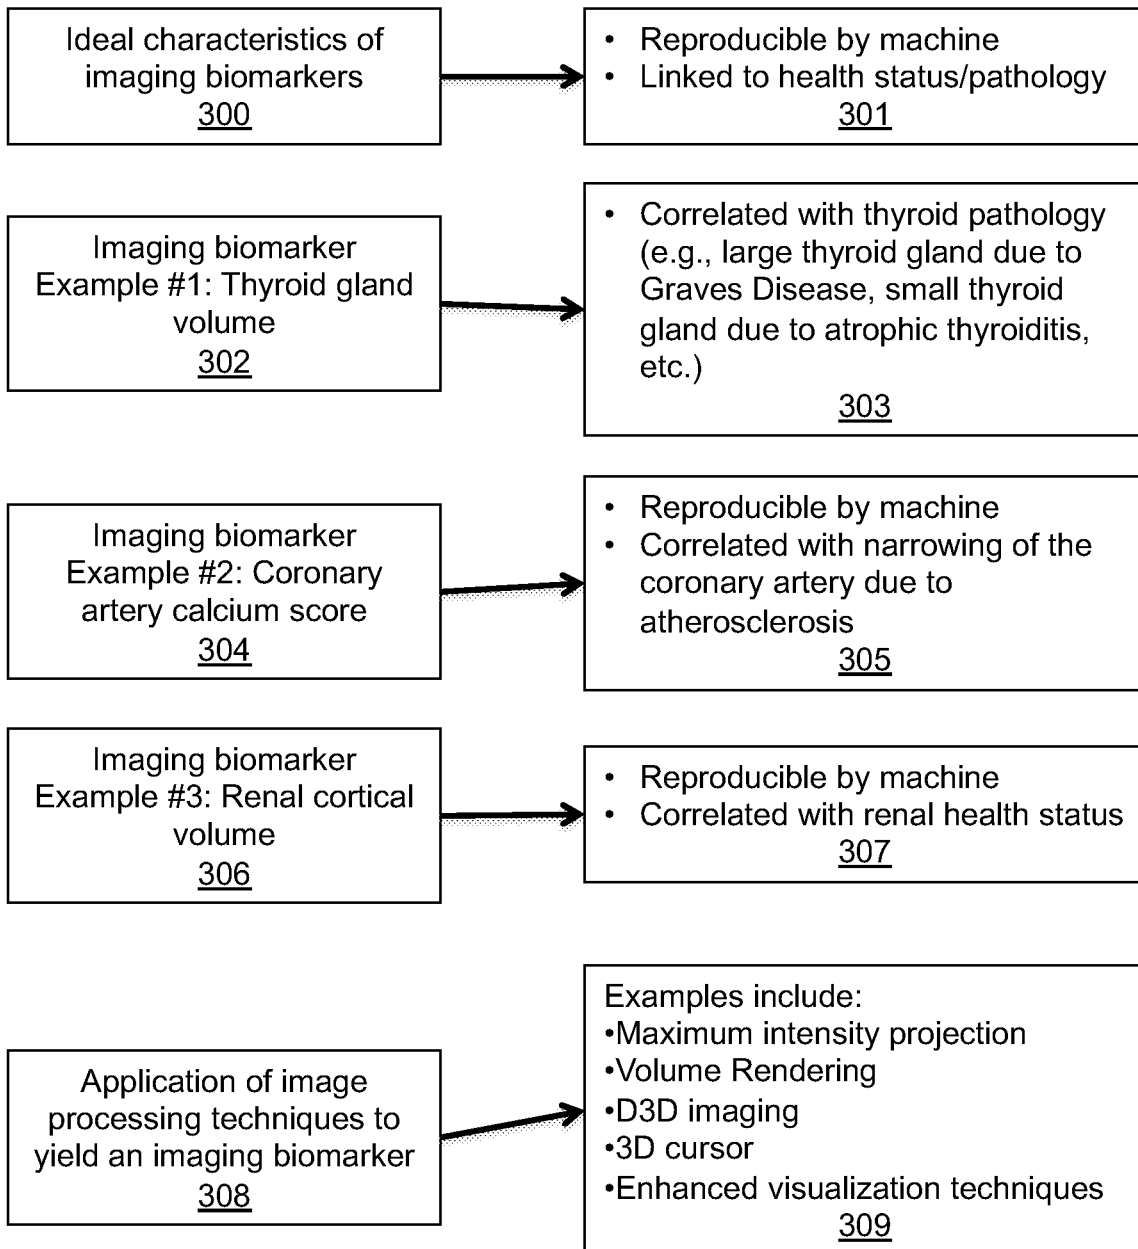 Ideal characteristics of
imaging biomarkers
300
• Reproducible by machine
• Linked to health status/pathology
301
Imaging biomarker
Example #1: Thyroid gland
volume
302
• Correlated with thyroid pathology
(e.g., large thyroid gland due to
Graves Disease, small thyroid
gland due to atrophic thyroiditis,
etc.)
303
Imaging biomarker
Example #2: Coronary
artery calcium score
304
• Reproducible by machine
• Correlated with narrowing of the
coronary artery due to
atherosclerosis
305
Imaging biomarker
Example #3: Renal cortical
volume
306
• Reproducible by machine
• Correlated with renal health status
307
Application of image
processing techniques to
yield an imaging biomarker
308
Examples include:
•Maximum intensity projection
•Volume Rendering
•D3D imaging
•3D cursor
•Enhanced visualization techniques
309